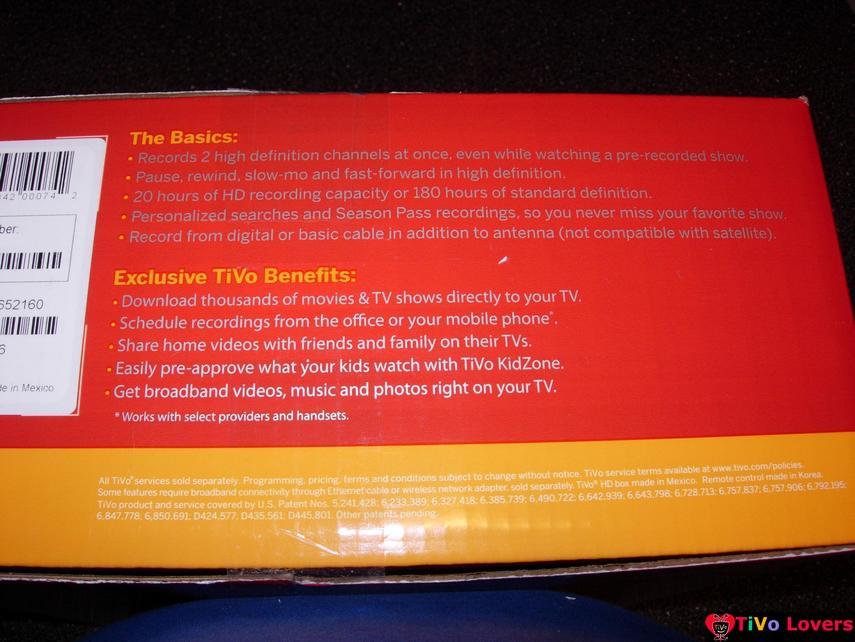 842 00074 2
ber:
652160
6
de in Mexico
The Basics:
• Records 2 high definition channels at once, even while watching a pre-recorded show.
• Pause, rewind, slow-mo and fast-forward in high definition.
• 20 hours of HD recording capacity or 180 hours of standard definition.
• Personalized searches and Season Pass recordings, so you never miss your favorite show.
• Record from digital or basic cable in addition to antenna (not compatible with satellite).
Exclusive TiVo Benefits:
• Download thousands of movies & TV shows directly to your TV.
• Schedule recordings from the office or your mobile phone*.
• Share home videos with friends and family on their TVs.
• Easily pre-approve what your kids watch with TiVo KidZone.
• Get broadband videos, music and photos right on your TV.
* Works with select providers and handsets.
All TiVo® services sold separately. Programming, pricing, terms and conditions subject to change without notice. TiVo service terms available at www.tivo.com/policies.
Some features require broadband connectivity through Ethernet cable or wireless network adapter, sold separately. TiVo® HD box made in Mexico. Remote control made in Korea.
TiVo product and service covered by U.S. Patent Nos. 5,241,428; 6,233,389; 6,327,418; 6,385,739; 6,490,722; 6,642,939; 6,643,798; 6,728,713; 6,757,837; 6,757,906; 6,792,195;
6,847,778; 6,850,691; D424,577; D435,561; D445,801. Other patents pending.
TiVo Lovers